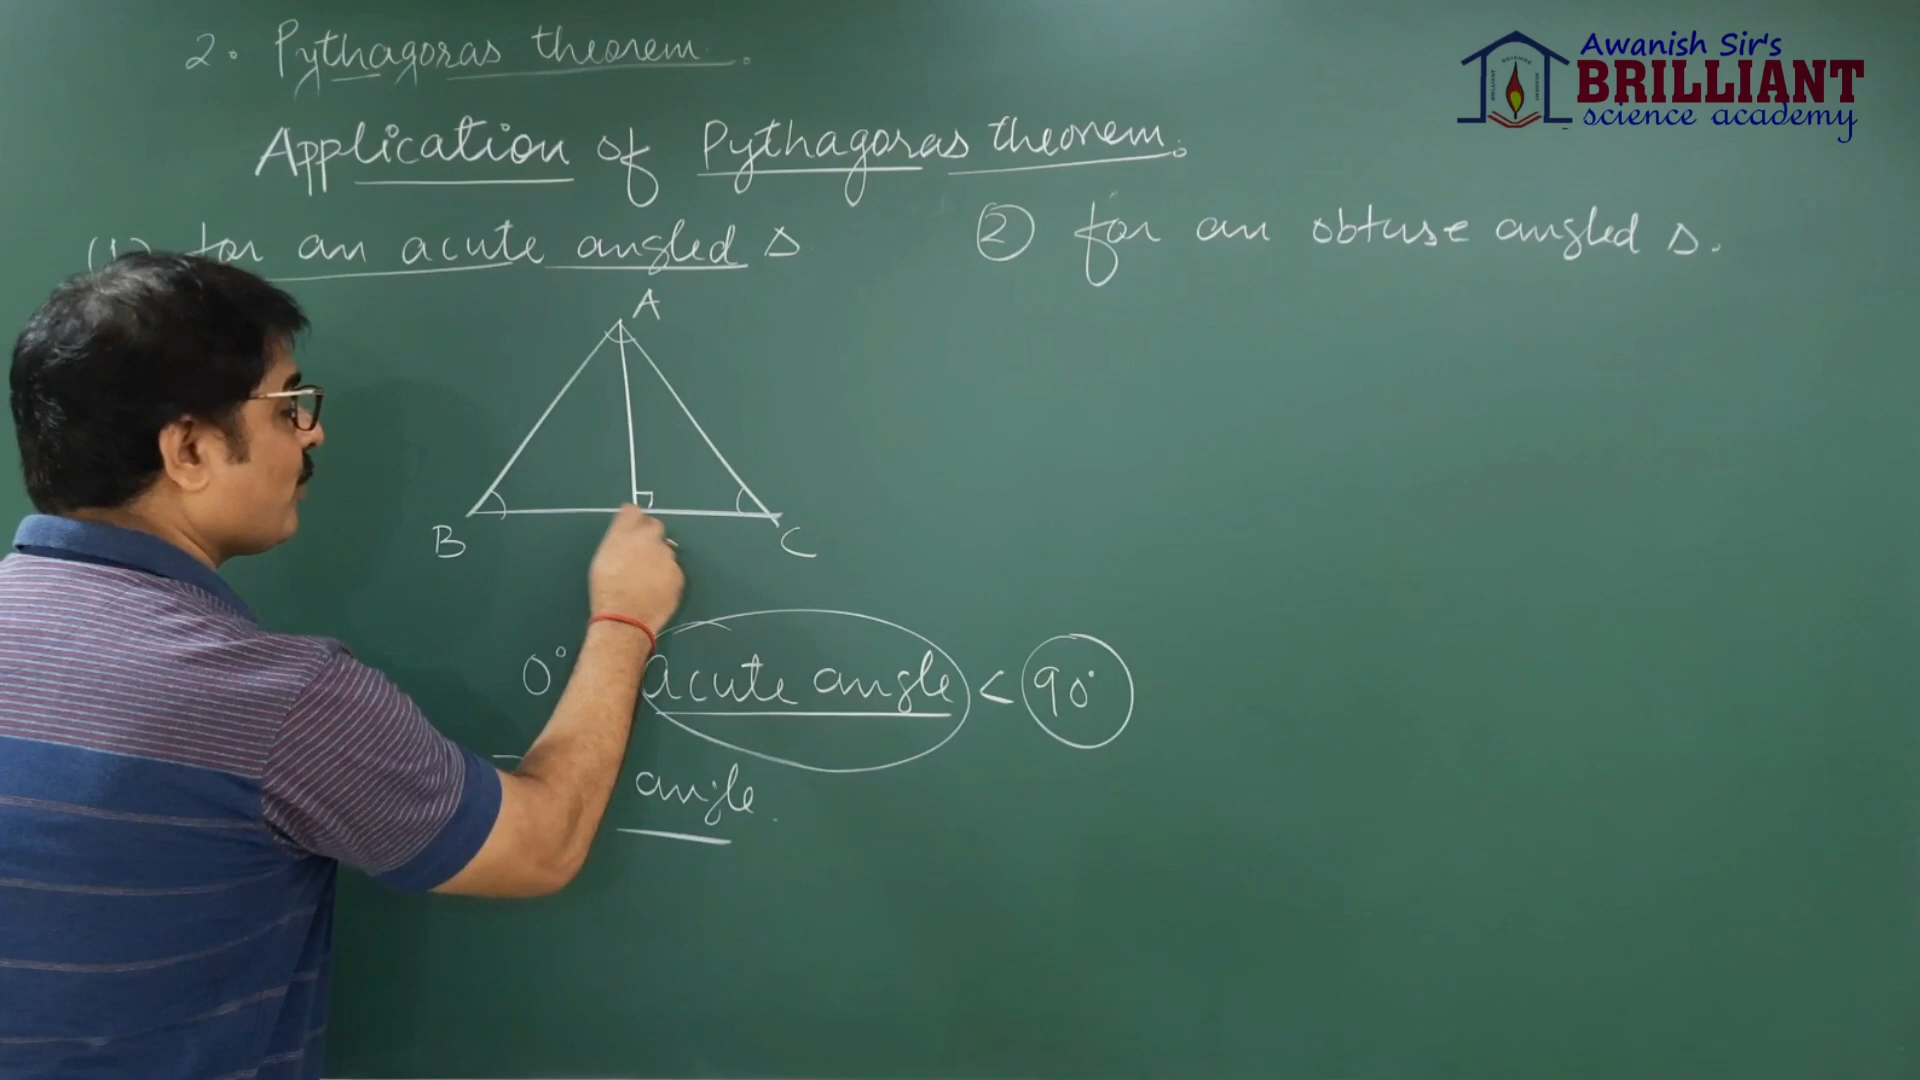 2. Pythagoras theorem.
Application of Pythagoras theorem.
(1) for an acute angled Δ
② for an obtuse angled Δ.
A
B
C
0° acute angle < 90°
angle.
Awanish Sir's
BRILLIANT
science academy